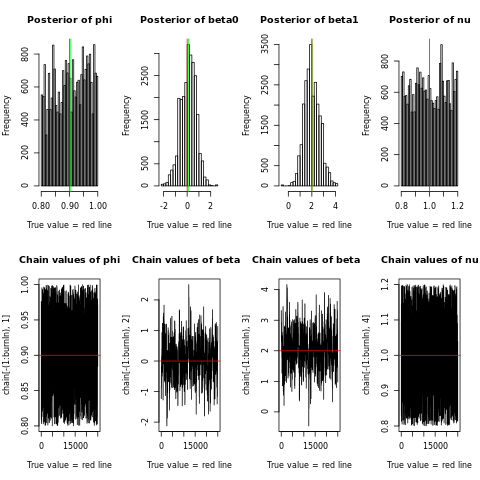 Posterior of phi
Posterior of beta0
Posterior of beta1
Posterior of nu
Frequency
0 200 400 600 800
0.80 0.90 1.00
True value = red line
Frequency
0 500 1500 3000
-2 0 2
True value = red line
Frequency
0 500 1500 2500 3500
0 2 4
True value = red line
Frequency
0 200 400 600 800
0.8 1.0 1.2
True value = red line
Chain values of phi
Chain values of beta
Chain values of beta
Chain values of nu
chain[-(1:burnIn), 1]
0.80 0.85 0.90 0.95 1.00
0 15000
True value = red line
chain[-(1:burnIn), 2]
-2 -1 0 1 2
0 15000
True value = red line
chain[-(1:burnIn), 3]
0 1 2 3 4
0 15000
True value = red line
chain[-(1:burnIn), 4]
0.8 0.9 1.0 1.1 1.2
0 15000
True value = red line